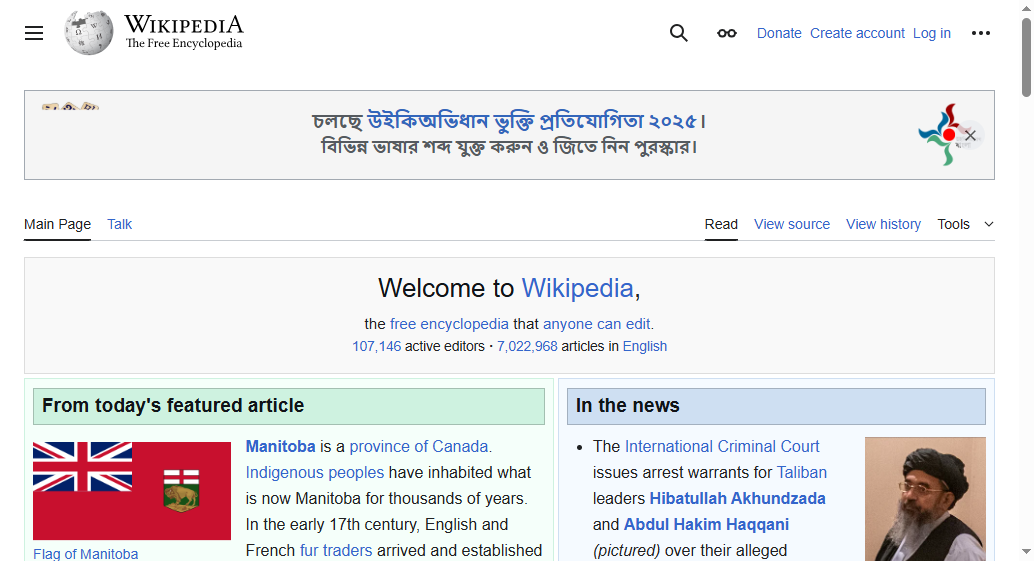 WIKIPEDIA
The Free Encyclopedia
Donate Create account Log in
চলছে উইকিঅভিধান ভুক্তি প্রতিযোগিতা ২০২৫।
বিভিন্ন ভাষার শব্দ যুক্ত করুন ও জিতে নিন পুরস্কার।
Main Page Talk Read View source View history Tools
Welcome to Wikipedia,
the free encyclopedia that anyone can edit.
107,146 active editors · 7,022,968 articles in English
From today's featured article
Manitoba is a province of Canada.
Indigenous peoples have inhabited what
is now Manitoba for thousands of years.
In the early 17th century, English and
French fur traders arrived and established
Flag of Manitoba
In the news
• The International Criminal Court
issues arrest warrants for Taliban
leaders Hibatullah Akhundzada
and Abdul Hakim Haqqani
(pictured) over their alleged